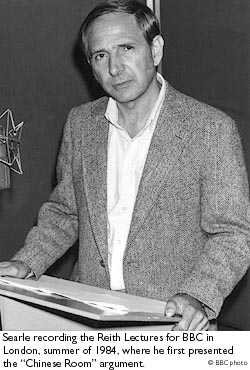 Searle recording the Reith Lectures for BBC in
London, summer of 1984, where he first presented
the “Chinese Room” argument.
© BBC photo